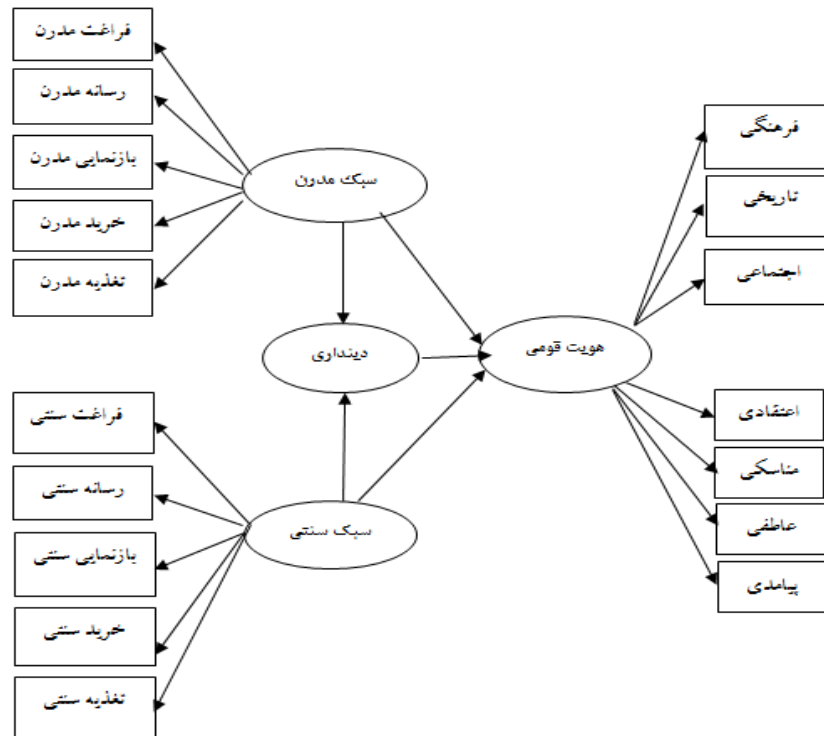 فراغت مدرن
رسانه مدرن
بازنمایی مدرن
خرید مدرن
تغذیه مدرن
سبک مدرن
فرهنگی
تاریخی
اجتماعی
دینداری
هویت قومی
فراغت سنتی
رسانه سنتی
بازنمایی سنتی
خرید سنتی
تغذیه سنتی
سبک سنتی
اعتقادی
مناسکی
عاطفی
پیامدی